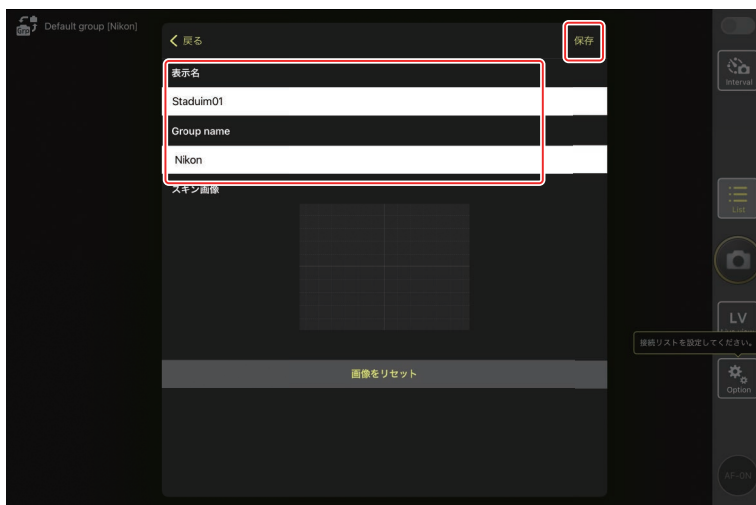 Grp
Default group [Nikon]
戻る
保存
表示名
Staduim01
Group name
Nikon
スキン画像
画像をリセット
Interval
List
LV
接続リストを設定してください。
Option
AF-ON